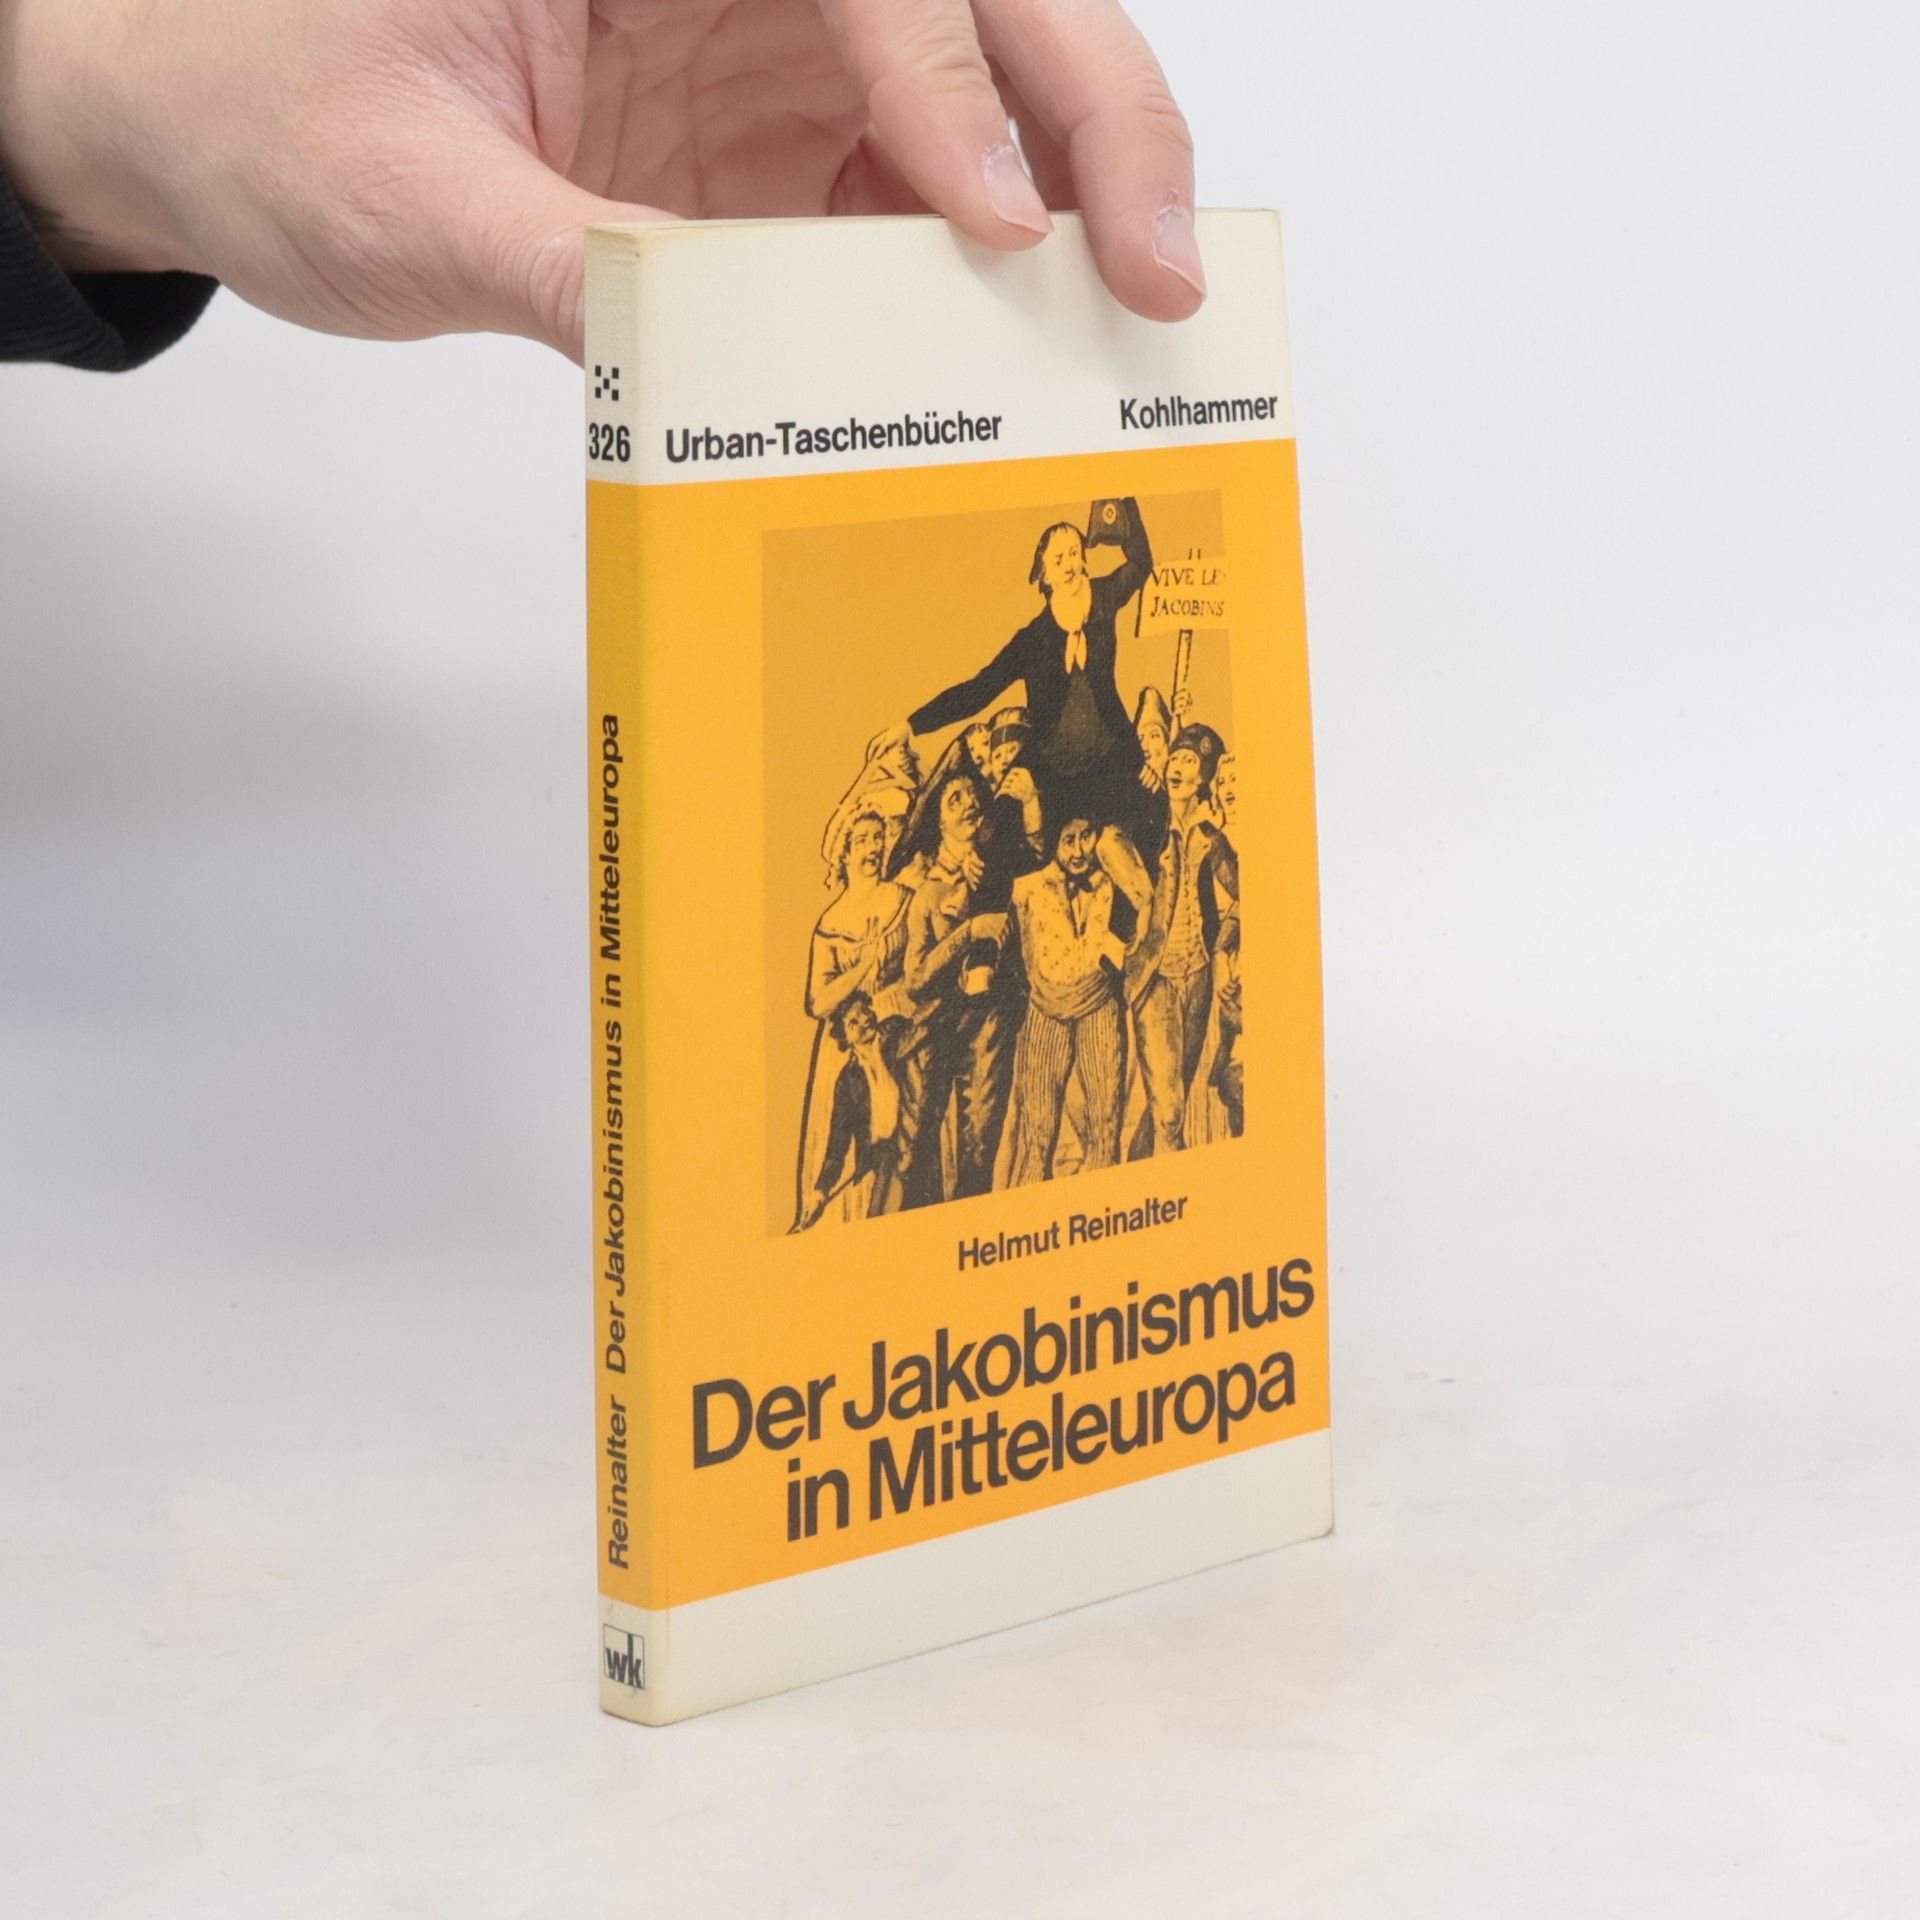 326
Reinalter Der Jakobinismus in Mitteleuropa
wk
Urban-Taschenbücher
Kohlhammer
VIVE LES
JACOBINS
Helmut Reinalter
Der Jakobinismus
in Mitteleuropa